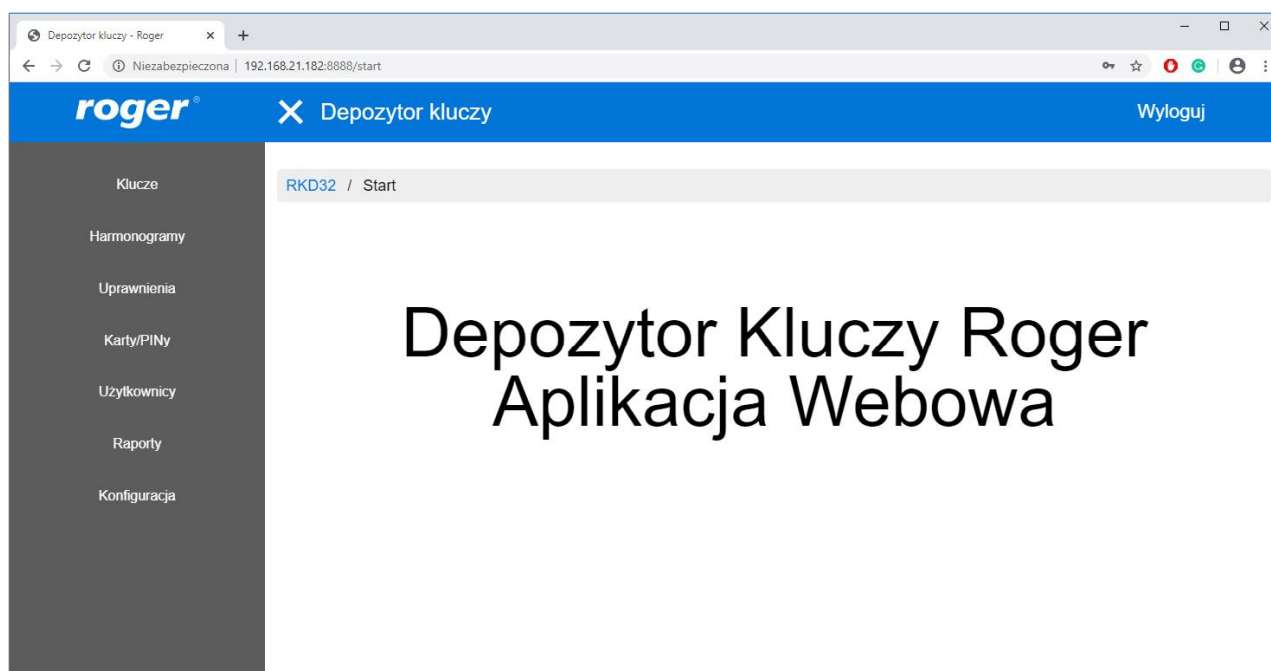 Depozytor kluczy - Roger
Niezabezpieczona | 192.168.21.182:8888/start
roger®
Depozytor kluczy
Wyloguj
Klucze
Harmonogramy
Uprawnienia
Karty/PINy
Użytkownicy
Raporty
Konfiguracja
RKD32 / Start
Depozytor Kluczy Roger
Aplikacja Webowa